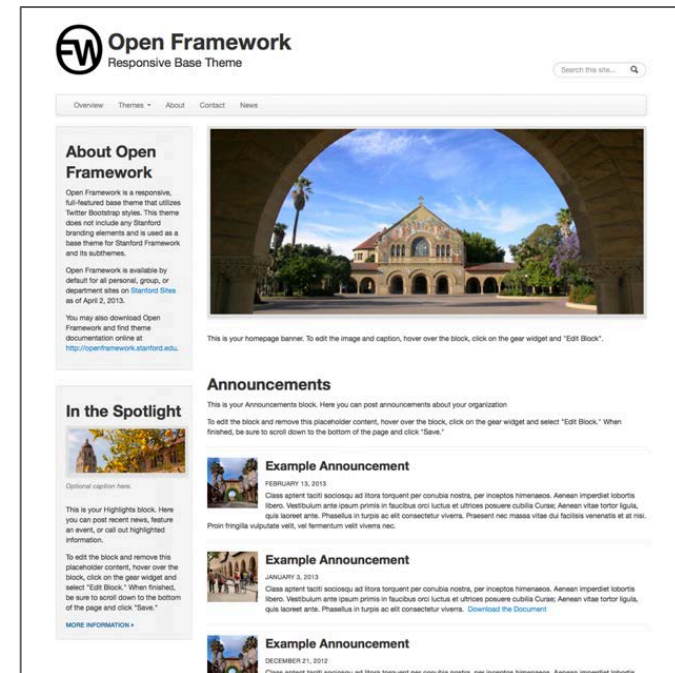 FW Open Framework
Responsive Base Theme
Search this site...
Overview Themes About Contact News
About Open
Framework
Open Framework is a responsive,
full-featured base theme that utilizes
Twitter Bootstrap styles. This theme
does not include any Stanford
branding elements and is used as a
base theme for Stanford Framework
and its subthemes.
Open Framework is available by
default for all personal, group, or
department sites on Stanford Sites
as of April 2, 2013.
You may also download Open
Framework and find theme
documentation online at
http://openframework.stanford.edu.
In the Spotlight
Optional caption here.
This is your Highlights block. Here
you can post recent news, feature
an event, or call out highlighted
information.
To edit the block and remove this
placeholder content, hover over the
block, click on the gear widget and
select "Edit Block." When finished,
be sure to scroll down to the bottom
of the page and click "Save."
MORE INFORMATION »
This is your homepage banner. To edit the image and caption, hover over the block, click on the gear widget and "Edit Block".
Announcements
This is your Announcements block. Here you can post announcements about your organization
To edit the block and remove this placeholder content, hover over the block, click on the gear widget and select "Edit Block." When
finished, be sure to scroll down to the bottom of the page and click "Save."
Example Announcement
FEBRUARY 13, 2013
Class aptent taciti sociosqu ad litora torquent per conubia nostra, per inceptos himenaeos. Aenean imperdiet lobortis
libero. Vestibulum ante ipsum primis in faucibus orci luctus et ultrices posuere cubilia Curae; Aenean vitae tortor ligula,
quis laoreet ante. Phasellus in turpis ac elit consectetur viverra. Praesent nec massa vitae dui facilisis venenatis et at nisi.
Proin fringilla vulputate velit, vel fermentum velit viverra nec.
Example Announcement
JANUARY 3, 2013
Class aptent taciti sociosqu ad litora torquent per conubia nostra, per inceptos himenaeos. Aenean imperdiet lobortis
libero. Vestibulum ante ipsum primis in faucibus orci luctus et ultrices posuere cubilia Curae; Aenean vitae tortor ligula,
quis laoreet ante. Phasellus in turpis ac elit consectetur viverra. Download the Document
Example Announcement
DECEMBER 21, 2012
Class aptent taciti sociosqu ad litora torquent per conubia nostra, per inceptos himenaeos. Aenean imperdiet lobortis